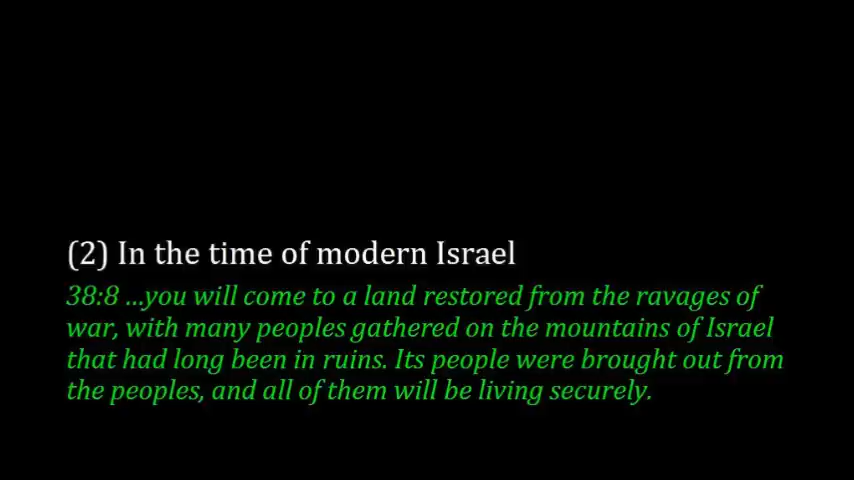 (2) In the time of modern Israel
38:8 …you will come to a land restored from the ravages of
war, with many peoples gathered on the mountains of Israel
that had long been in ruins. Its people were brought out from
the peoples, and all of them will be living securely.